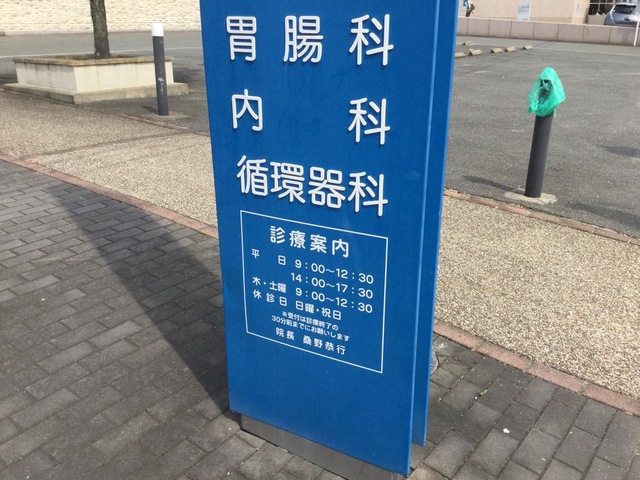 胃腸科
内科
循環器科
診療案内
平日 9:00〜12:30
14:00〜17:30
木・土曜 9:00〜12:30
休診日 日曜・祝日
※受付は診療終了の
30分前までにお願いします
院長 桑野恭行